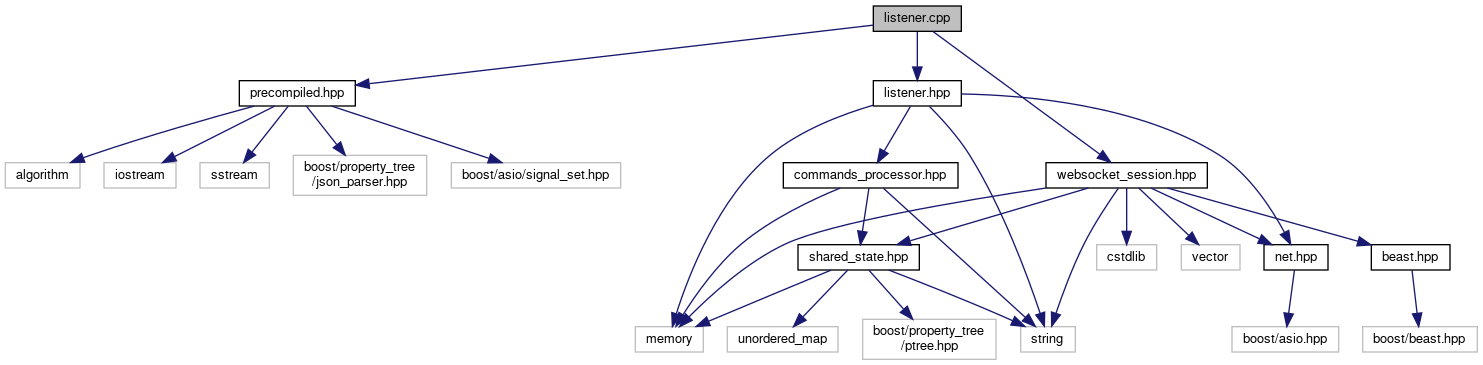 listener.cpp
precompiled.hpp
listener.hpp
algorithm
iostream
sstream
boost/property_tree
/json_parser.hpp
boost/asio/signal_set.hpp
commands_processor.hpp
websocket_session.hpp
shared_state.hpp
cstdlib
vector
net.hpp
beast.hpp
memory
unordered_map
boost/property_tree
/ptree.hpp
string
boost/asio.hpp
boost/beast.hpp